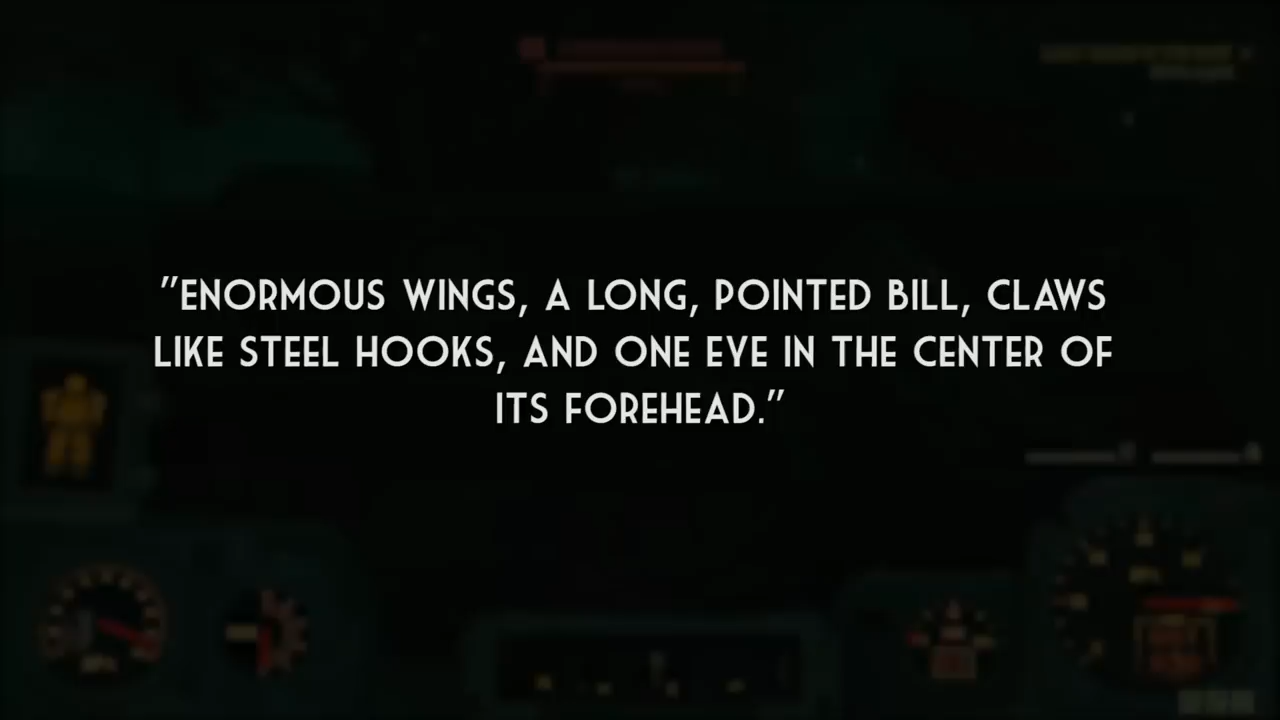 "ENORMOUS WINGS, A LONG, POINTED BILL, CLAWS
LIKE STEEL HOOKS, AND ONE EYE IN THE CENTER OF
ITS FOREHEAD."